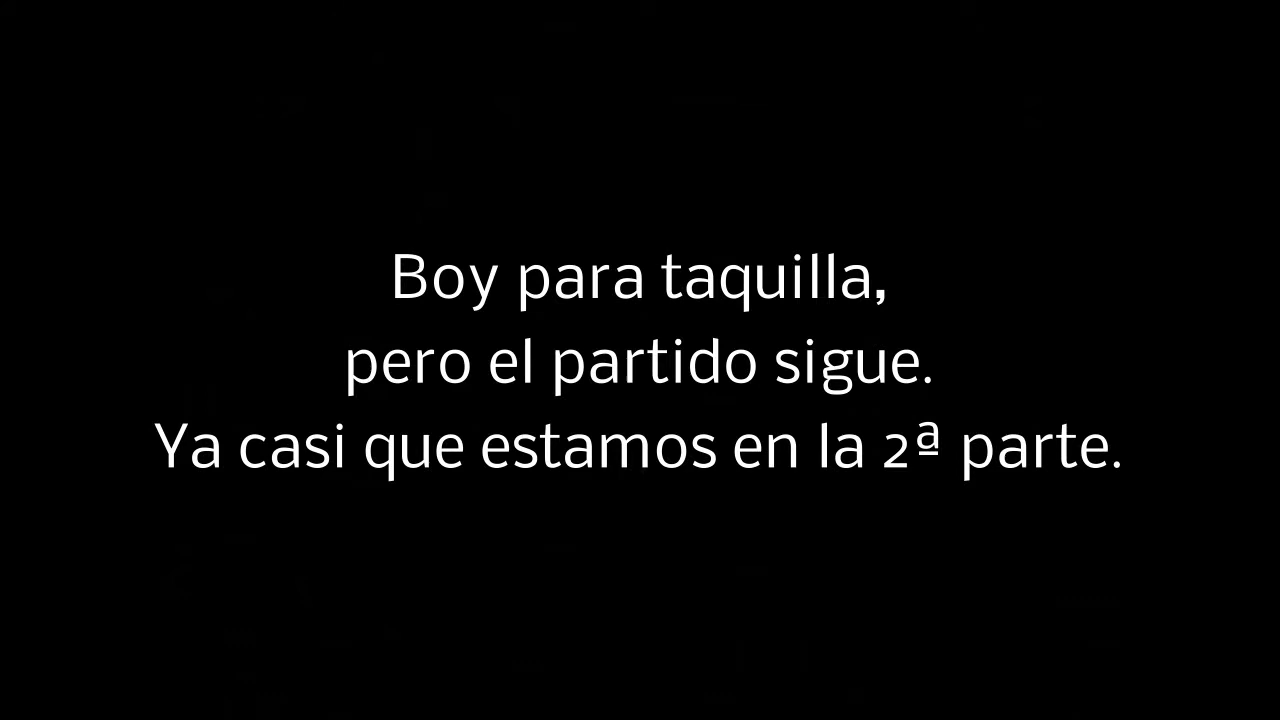 Boy para taquilla,
pero el partido sigue.
Ya casi que estamos en la 2ª parte.